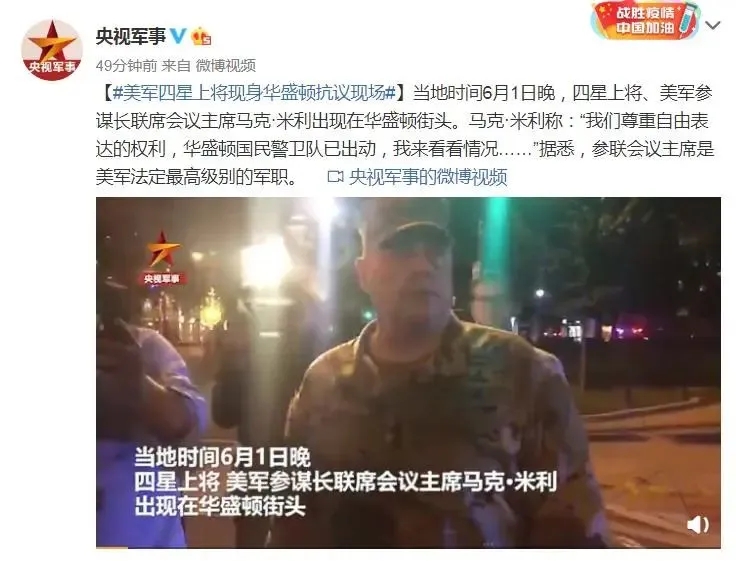 央视军事
战胜疫情
中国加油
49分钟前 来自 微博视频
【#美军四星上将现身华盛顿抗议现场#】当地时间6月1日晚，四星上将、美军参
谋长联席会议主席马克·米利出现在华盛顿街头。马克·米利称：“我们尊重自由表
达的权利，华盛顿国民警卫队已出动，我来看看情况……”据悉，参联会议主席是
美军法定最高级别的军职。 央视军事的微博视频
央视军事
央视军事
当地时间6月1日晚
四星上将 美军参谋长联席会议主席马克·米利
出现在华盛顿街头